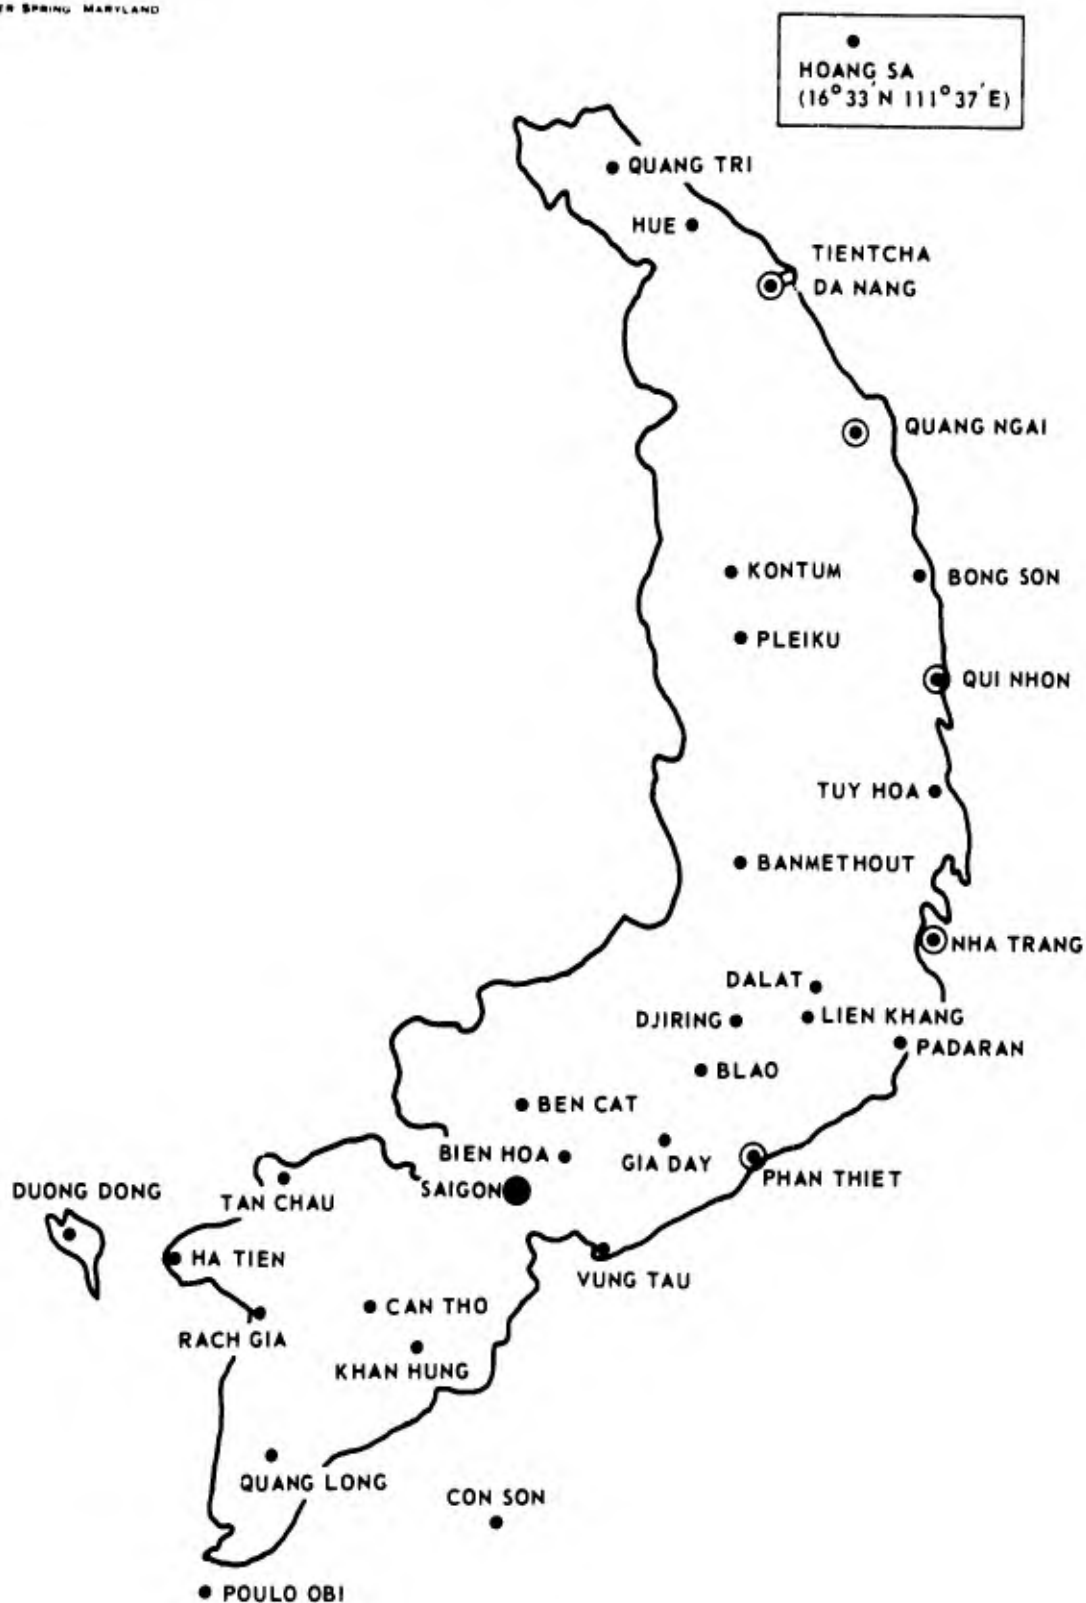 SPRING MARYLAND
HOANG SA
(16°33'N 111°37'E)
QUANG TRI
HUE
TIENTCHA
DA NANG
QUANG NGAI
KONTUM
BONG SON
PLEIKU
QUI NHON
TUY HOA
BANMETHOUT
NHA TRANG
DALAT
DJIRING
LIEN KHANG
PADARAN
BLAO
BEN CAT
BIEN HOA
GIA DAY
PHAN THIET
SAIGON
DUONG DONG
TAN CHAU
HA TIEN
VUNG TAU
CAN THO
RACH GIA
KHAN HUNG
QUANG LONG
CON SON
POULO OBI